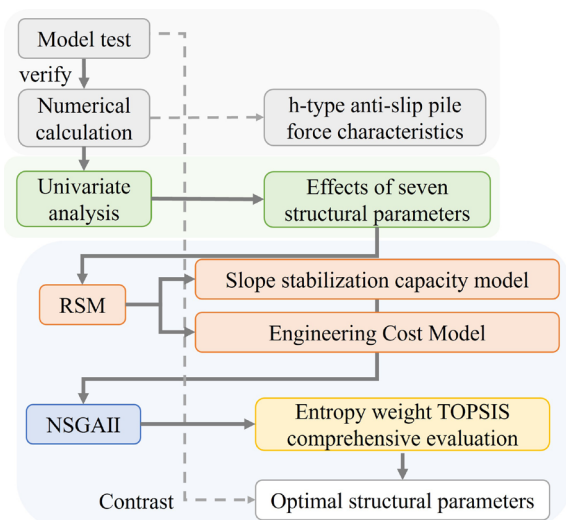 Model test
verify
Numerical
calculation
h-type anti-slip pile
force characteristics
Univariate
analysis
Effects of seven
structural parameters
RSM
Slope stabilization capacity model
Engineering Cost Model
NSGAII
Entropy weight TOPSIS
comprehensive evaluation
Contrast
Optimal structural parameters